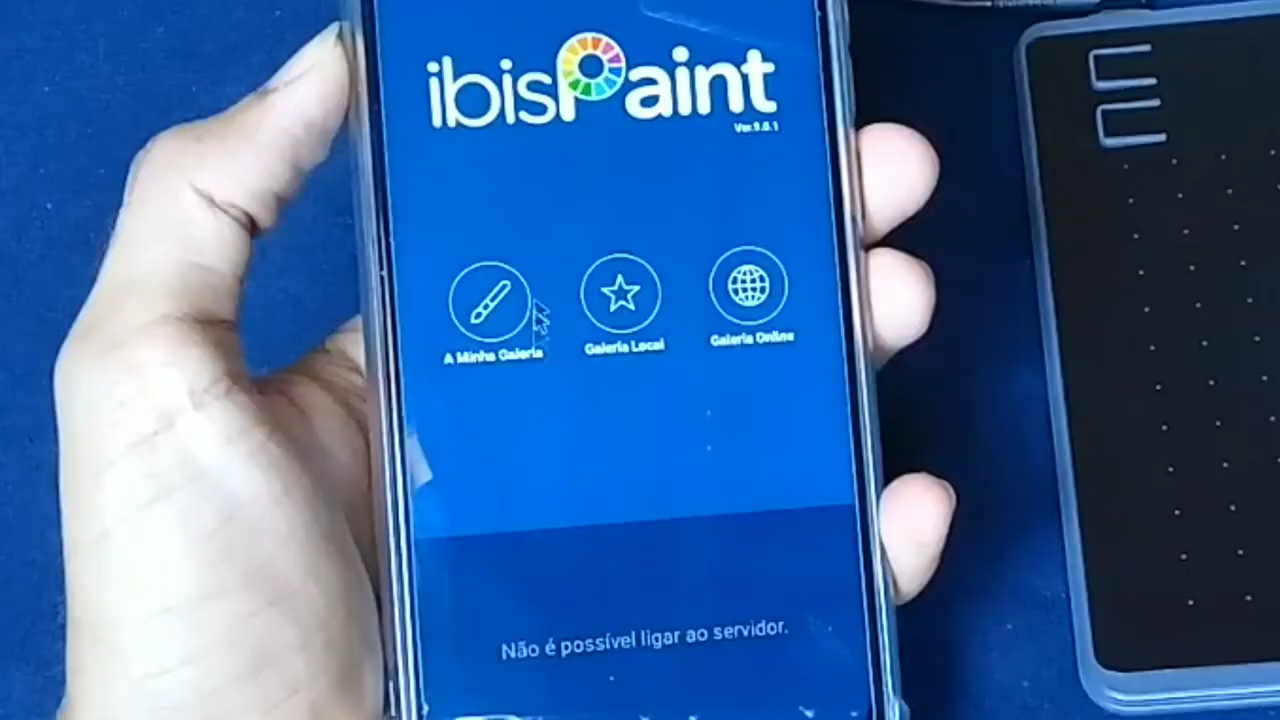 ibisPaint
Ver.9.0.1
A Minha Galeria
Galeria Local
Galeria Online
Não é possível ligar ao servidor.